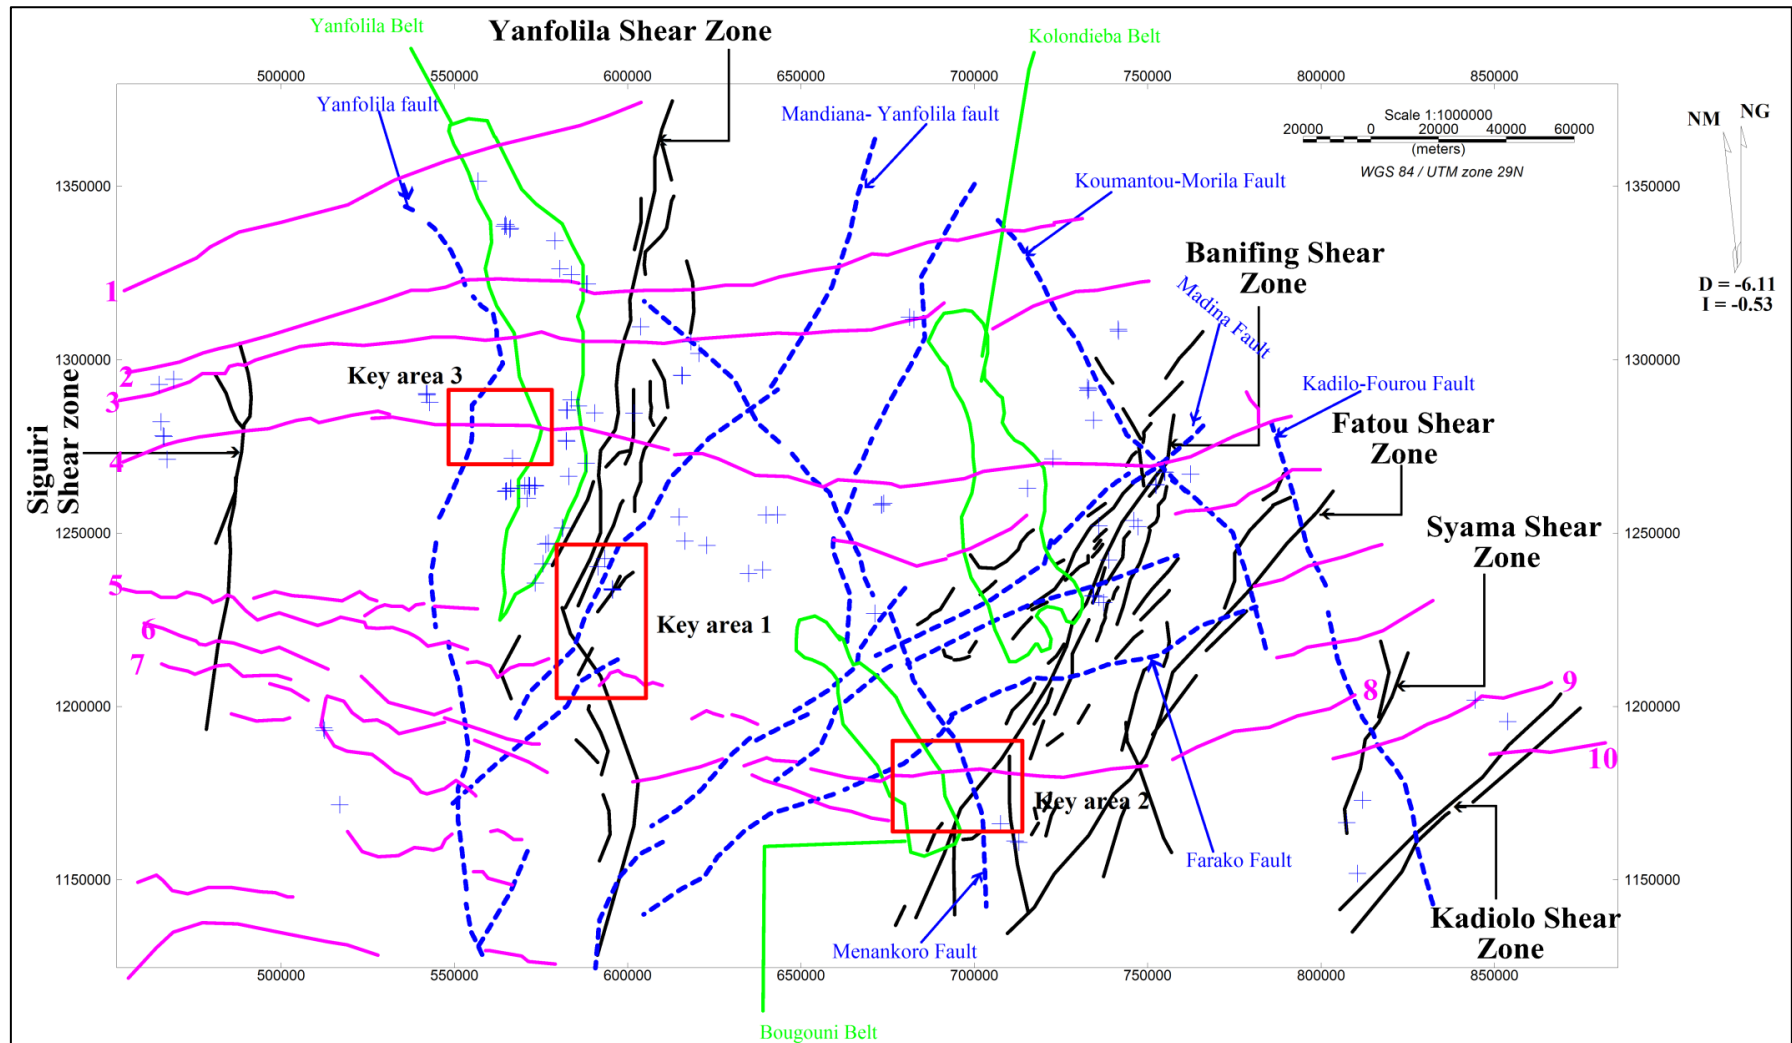 Yanfolila Belt
Yanfolila Shear Zone
Kolondieba Belt
500000
550000
600000
650000
700000
750000
800000
850000
Yanfolila fault
Mandiana- Yanfolila fault
Scale 1:1000000
20000 0 20000 40000 60000
(meters)
WGS 84 / UTM zone 29N
NM
NG
D = -6.11
I = -0.53
1350000
1350000
Koumantou-Morila Fault
Banifing Shear
Zone
Madina Fault
1
1300000
1300000
2
3
Key area 3
Kadilo-Fourou Fault
Fatou Shear
Zone
Siguiri
Shear zone
4
1250000
1250000
Syama Shear
Zone
5
6
7
Key area 1
8
9
1200000
1200000
10
Key area 2
Farako Fault
1150000
1150000
Menankoro Fault
Kadiolo Shear
Zone
500000
550000
600000
650000
700000
750000
800000
850000
Bougouni Belt